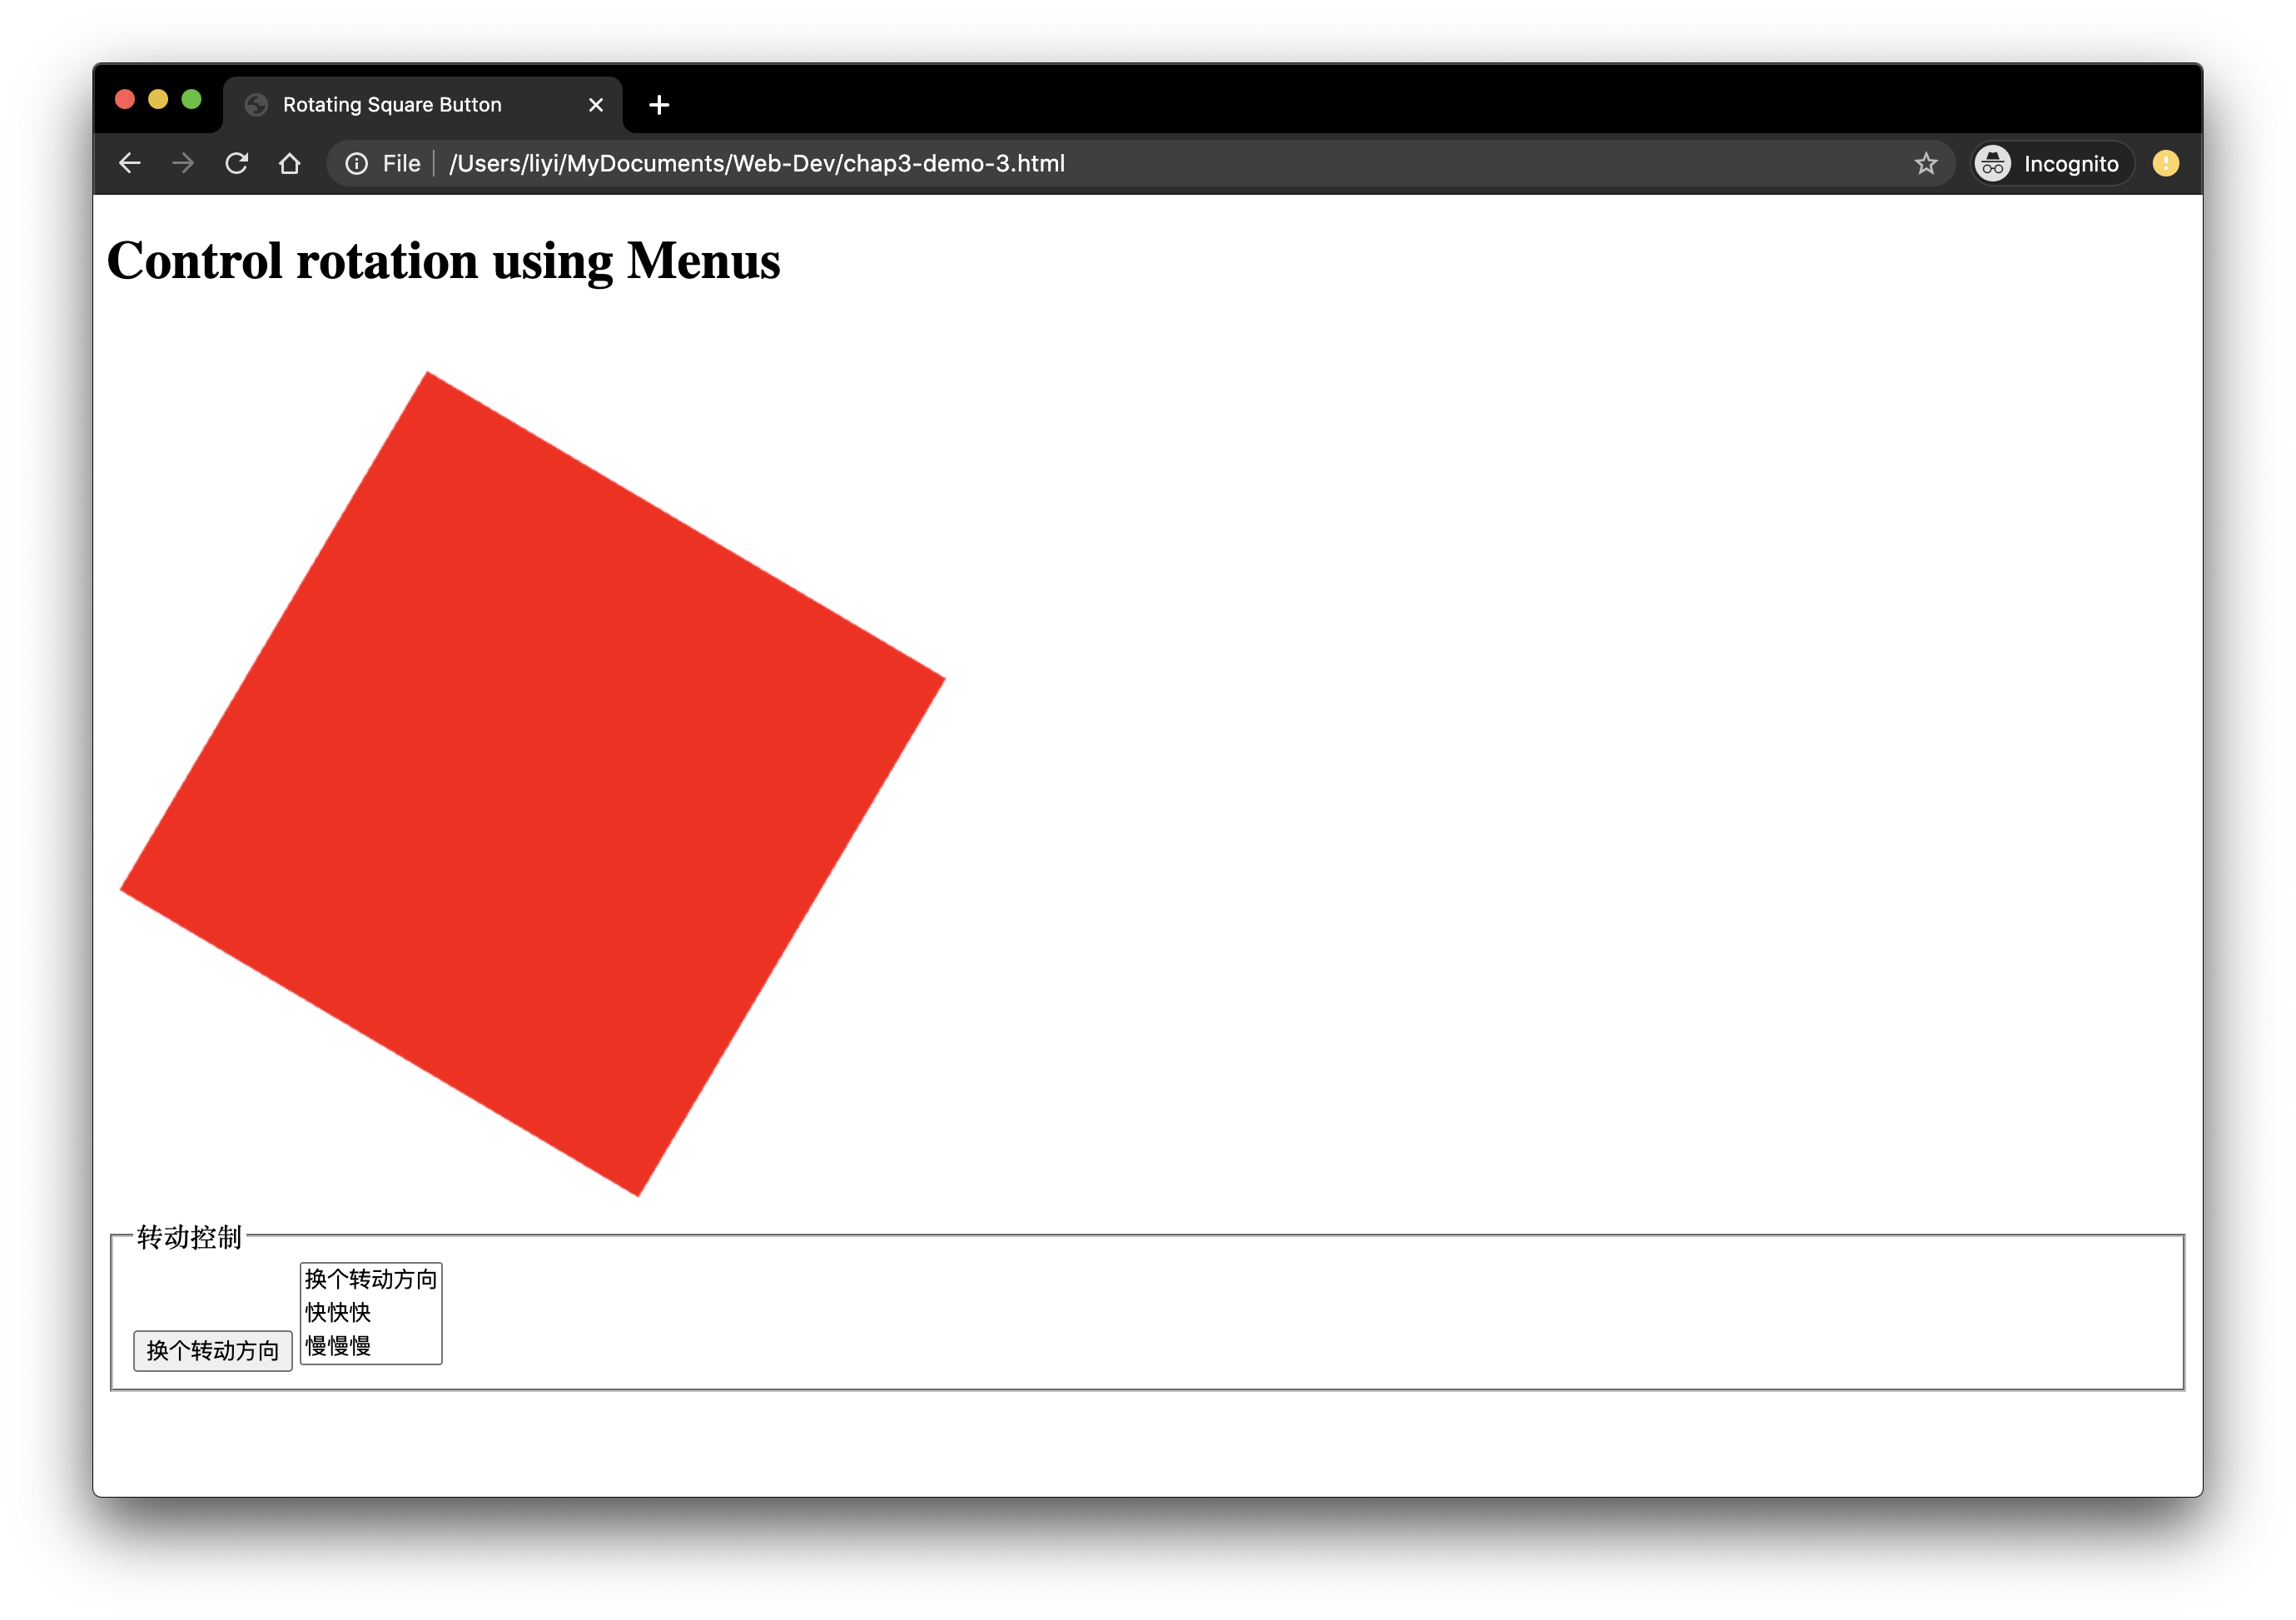 Rotating Square Button
File /Users/liyi/MyDocuments/Web-Dev/chap3-demo-3.html
Incognito
Control rotation using Menus
转动控制
换个转动方向
快快快
慢慢慢
换个转动方向